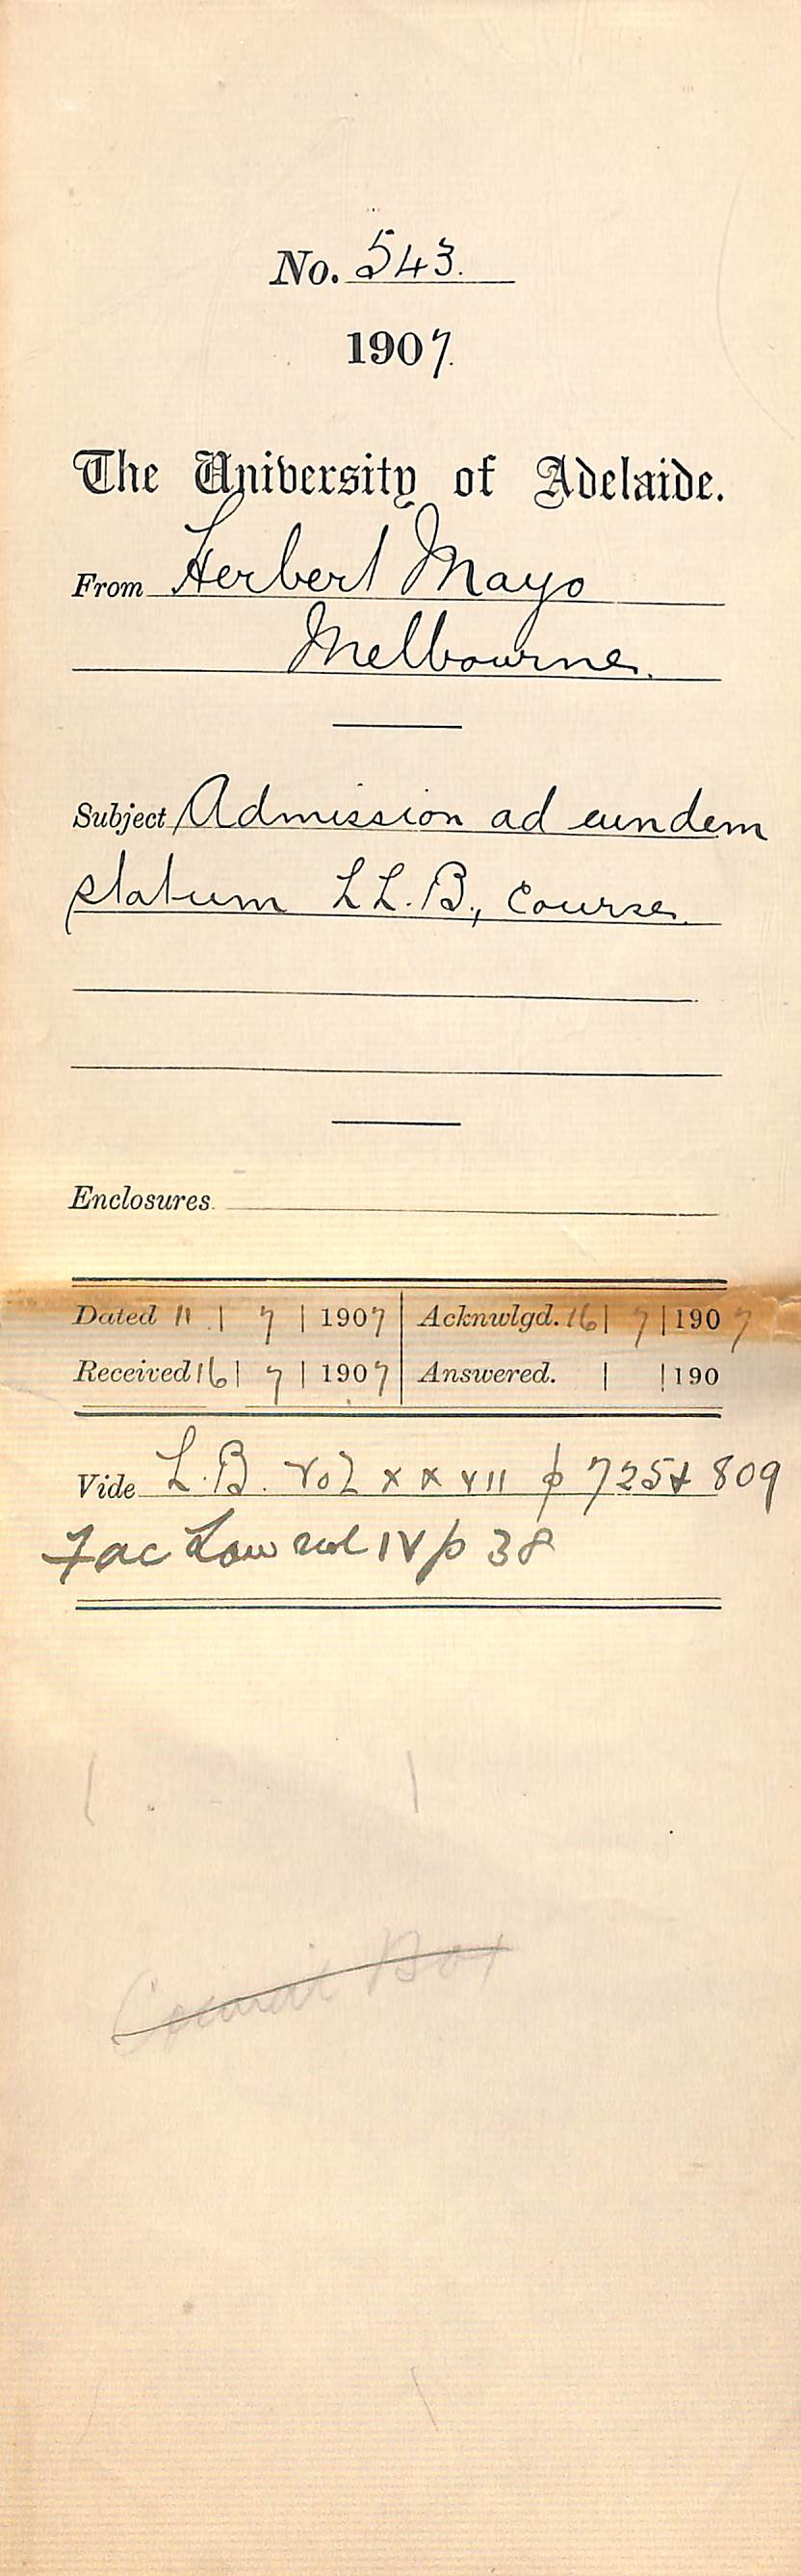 No. 543.
1907.
The University of Adelaide.
From Herbert Mayo
Melbourne.
Subject Admission ad eundem
statum LL.B., Course.
Enclosures.
Dated 11 | 7 | 1907 | Acknwlgd. 16 | 7 | 1907
Received 16 | 7 | 1907 | Answered. | | 190
Vide L.B. Vol xxvii p 725 & 809
Fac Law vol IV p 38
Council Box